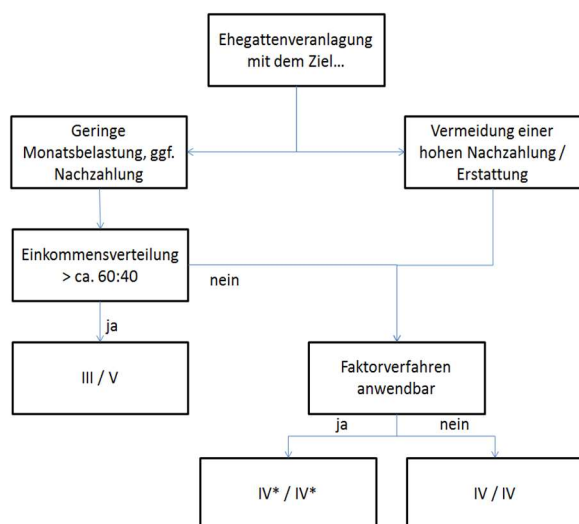 Ehegattenveranlagung
mit dem Ziel...
Geringe
Monatsbelastung, ggf.
Nachzahlung
Vermeidung einer
hohen Nachzahlung /
Erstattung
Einkommensverteilung
> ca. 60:40
nein
ja
III / V
Faktorverfahren
anwendbar
ja
nein
IV* / IV*
IV / IV